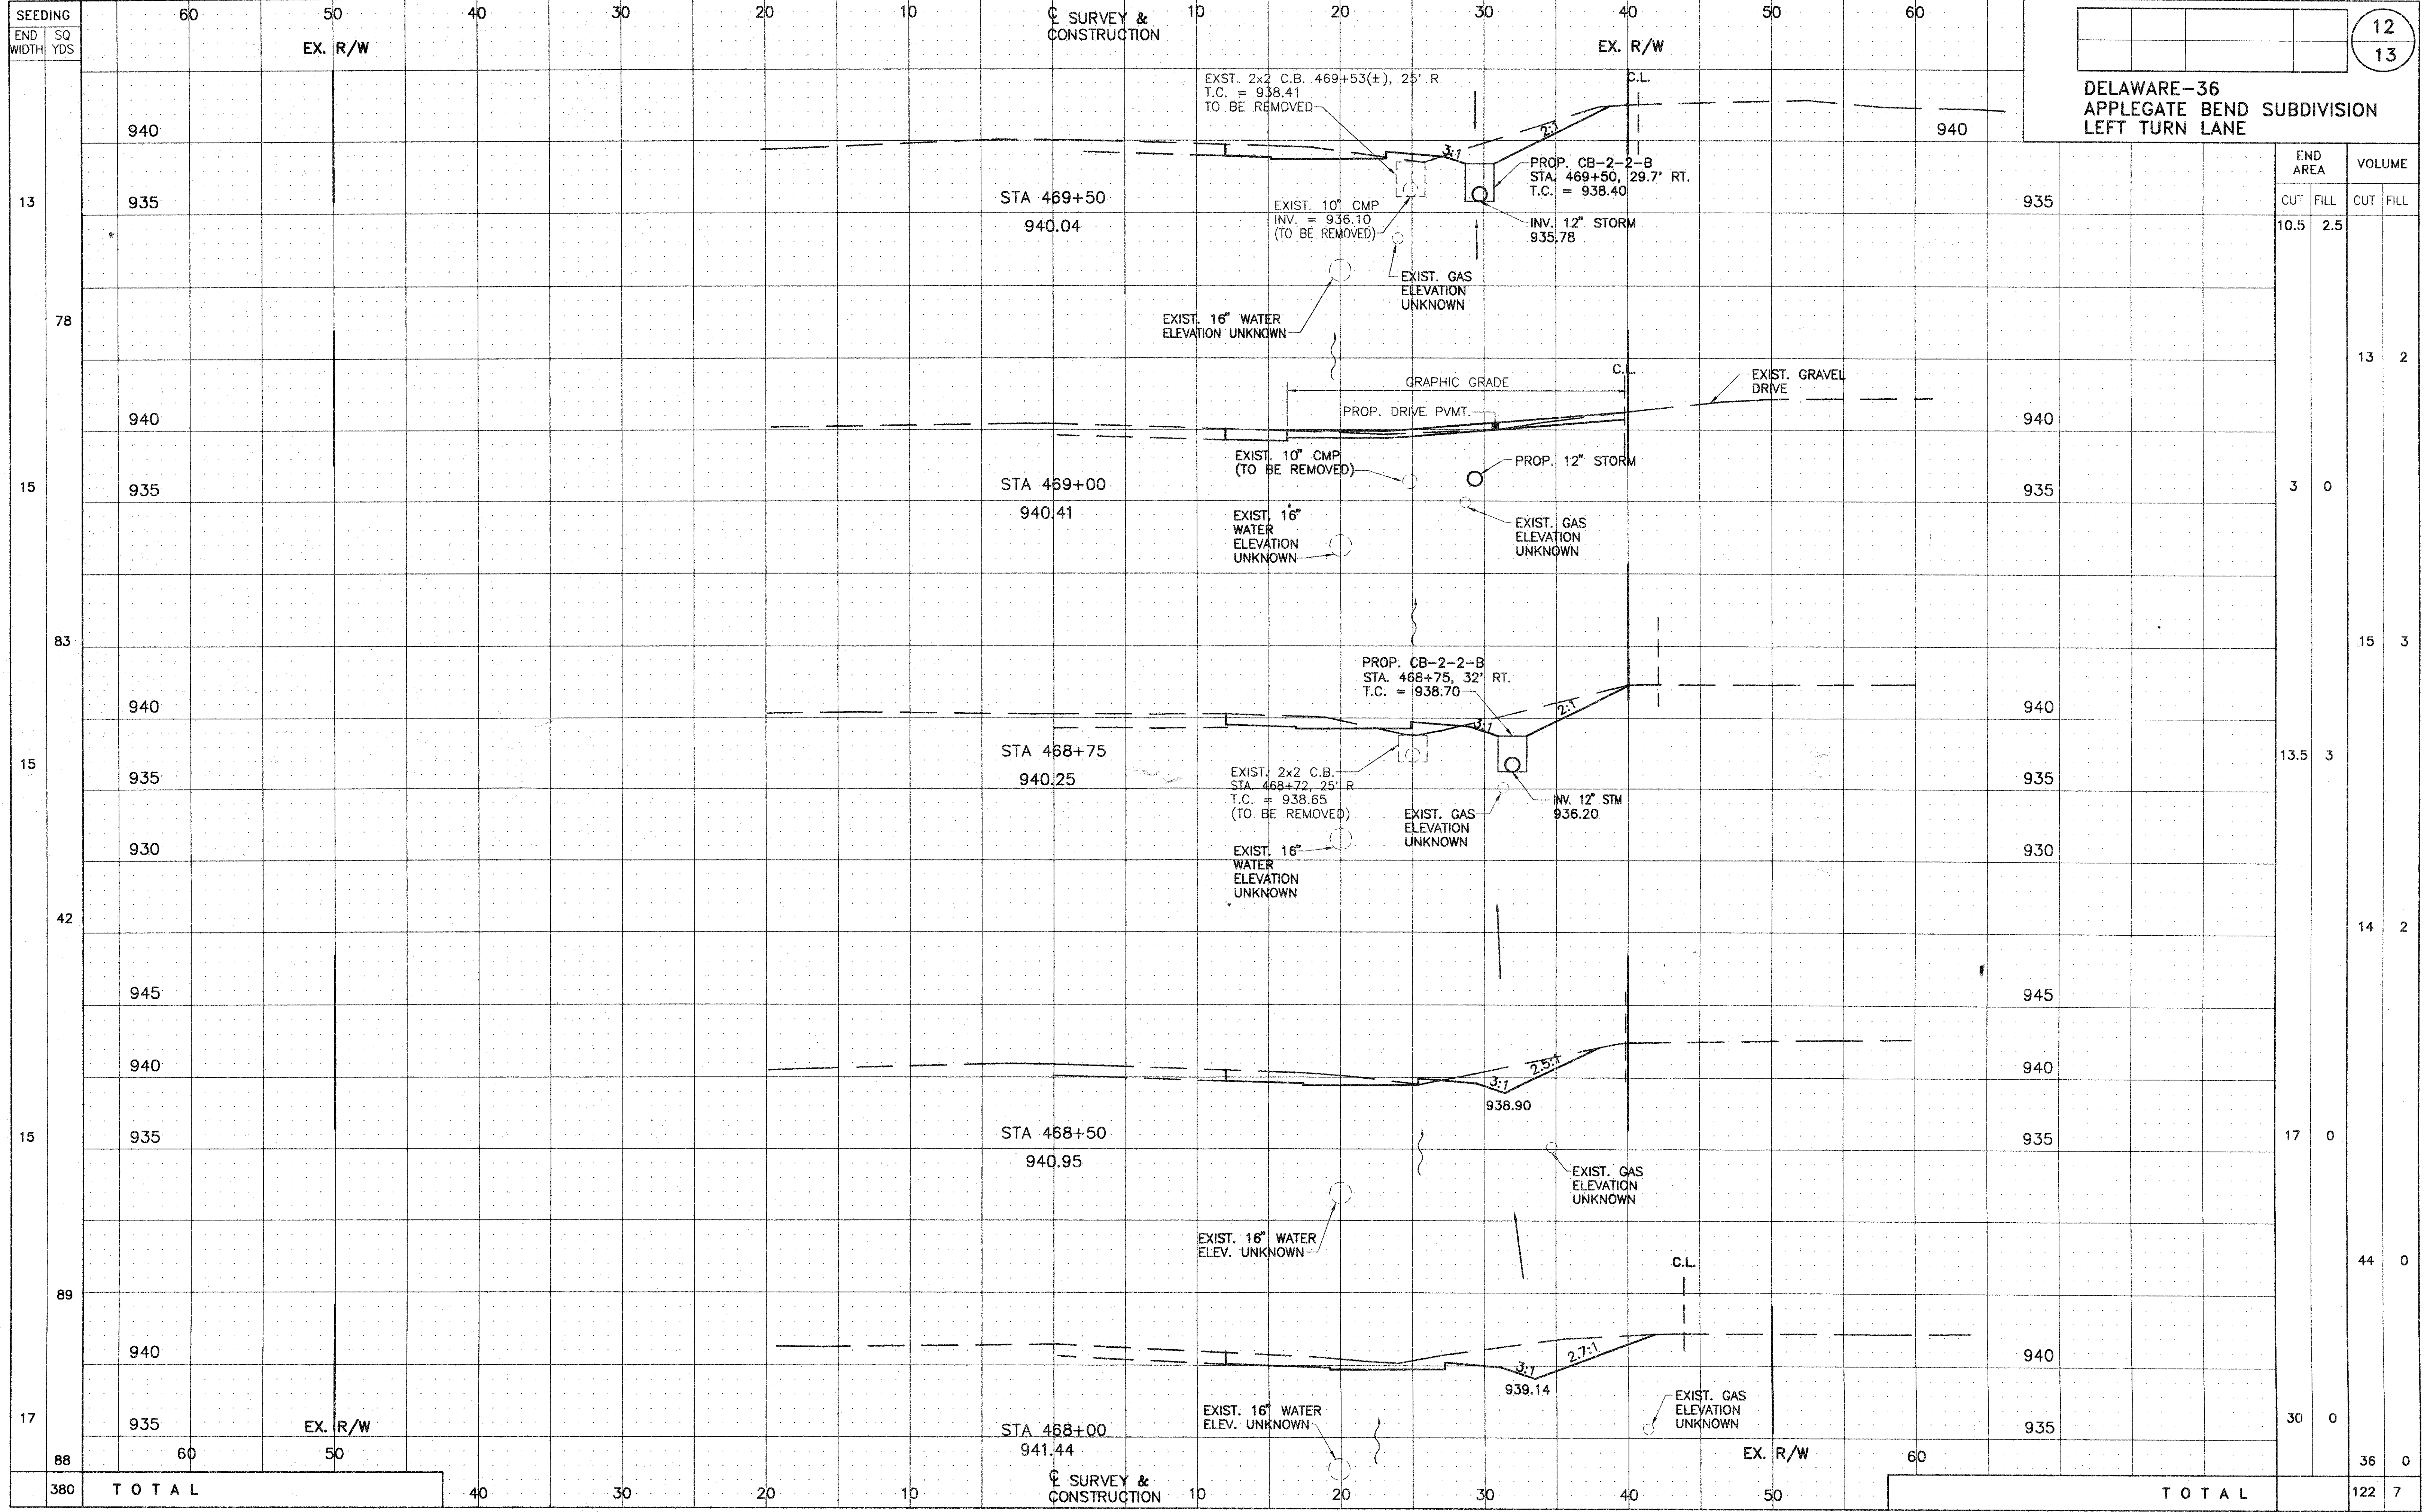 SEEDING
END WIDTH
SQ YDS
60 50 40 30 20 10
℄ SURVEY &
CONSTRUCTION
10 20 30 40 50 60
EX. R/W
EX. R/W
12
13
DELAWARE-36
APPLEGATE BEND SUBDIVISION
LEFT TURN LANE
END AREA
VOLUME
CUT FILL CUT FILL
EXST. 2x2 C.B. 469+53(±), 25' R
T.C. = 938.41
TO BE REMOVED
C.L.
940
940
2:1
3:1
PROP. CB-2-2-B
STA. 469+50, 29.7' RT.
T.C. = 938.40
13
935
STA 469+50
940.04
935
10.5 2.5
EXIST. 10" CMP
INV. = 936.10
(TO BE REMOVED)
INV. 12" STORM
935.78
EXIST. GAS
ELEVATION
UNKNOWN
EXIST. 16" WATER
ELEVATION UNKNOWN
78
13 2
C.L.
GRAPHIC GRADE
EXIST. GRAVEL
DRIVE
PROP. DRIVE PVMT.
940
940
EXIST. 10" CMP
(TO BE REMOVED)
PROP. 12" STORM
15
935
STA 469+00
940.41
935
3 0
EXIST. 16"
WATER
ELEVATION
UNKNOWN
EXIST. GAS
ELEVATION
UNKNOWN
83
15 3
PROP. CB-2-2-B
STA. 468+75, 32' RT.
T.C. = 938.70
940
940
3:1
2:1
15
935
STA 468+75
940.25
935
13.5 3
EXIST. 2x2 C.B.
STA. 468+72, 25' R
T.C. = 938.65
(TO BE REMOVED)
EXIST. GAS
ELEVATION
UNKNOWN
INV. 12" STM
936.20
930
930
EXIST. 16"
WATER
ELEVATION
UNKNOWN
42
14 2
945
945
940
940
3:1
2.5:1
938.90
15
935
STA 468+50
940.95
935
17 0
EXIST. GAS
ELEVATION
UNKNOWN
EXIST. 16" WATER
ELEV. UNKNOWN
44 0
89
C.L.
940
940
3:1
2.7:1
939.14
EXIST. 16" WATER
ELEV. UNKNOWN
EXIST. GAS
ELEVATION
UNKNOWN
17
935
EX. R/W
STA 468+00
941.44
935
30 0
EX. R/W
88
36 0
60 50 40 30 20 10
℄ SURVEY &
CONSTRUCTION
10 20 30 40 50 60
380 TOTAL
TOTAL 122 7